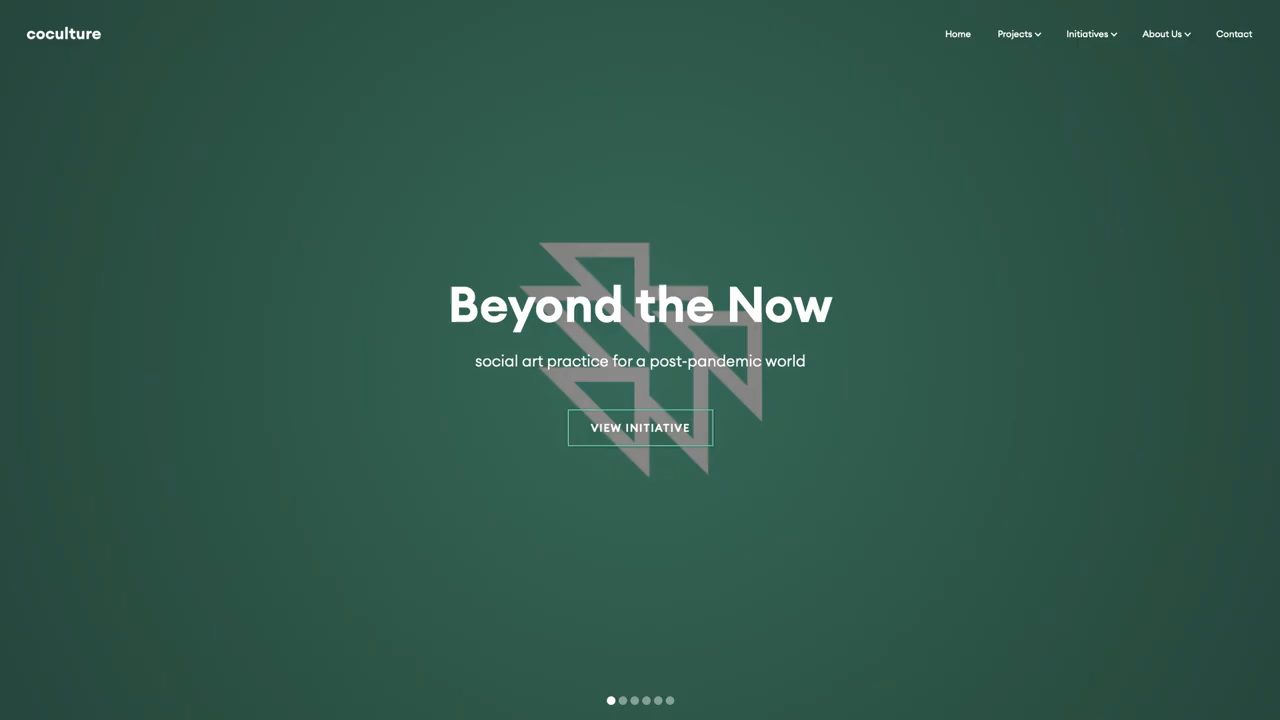 coculture
Home Projects Initiatives About Us Contact
Beyond the Now
social art practice for a post-pandemic world
VIEW INITIATIVE